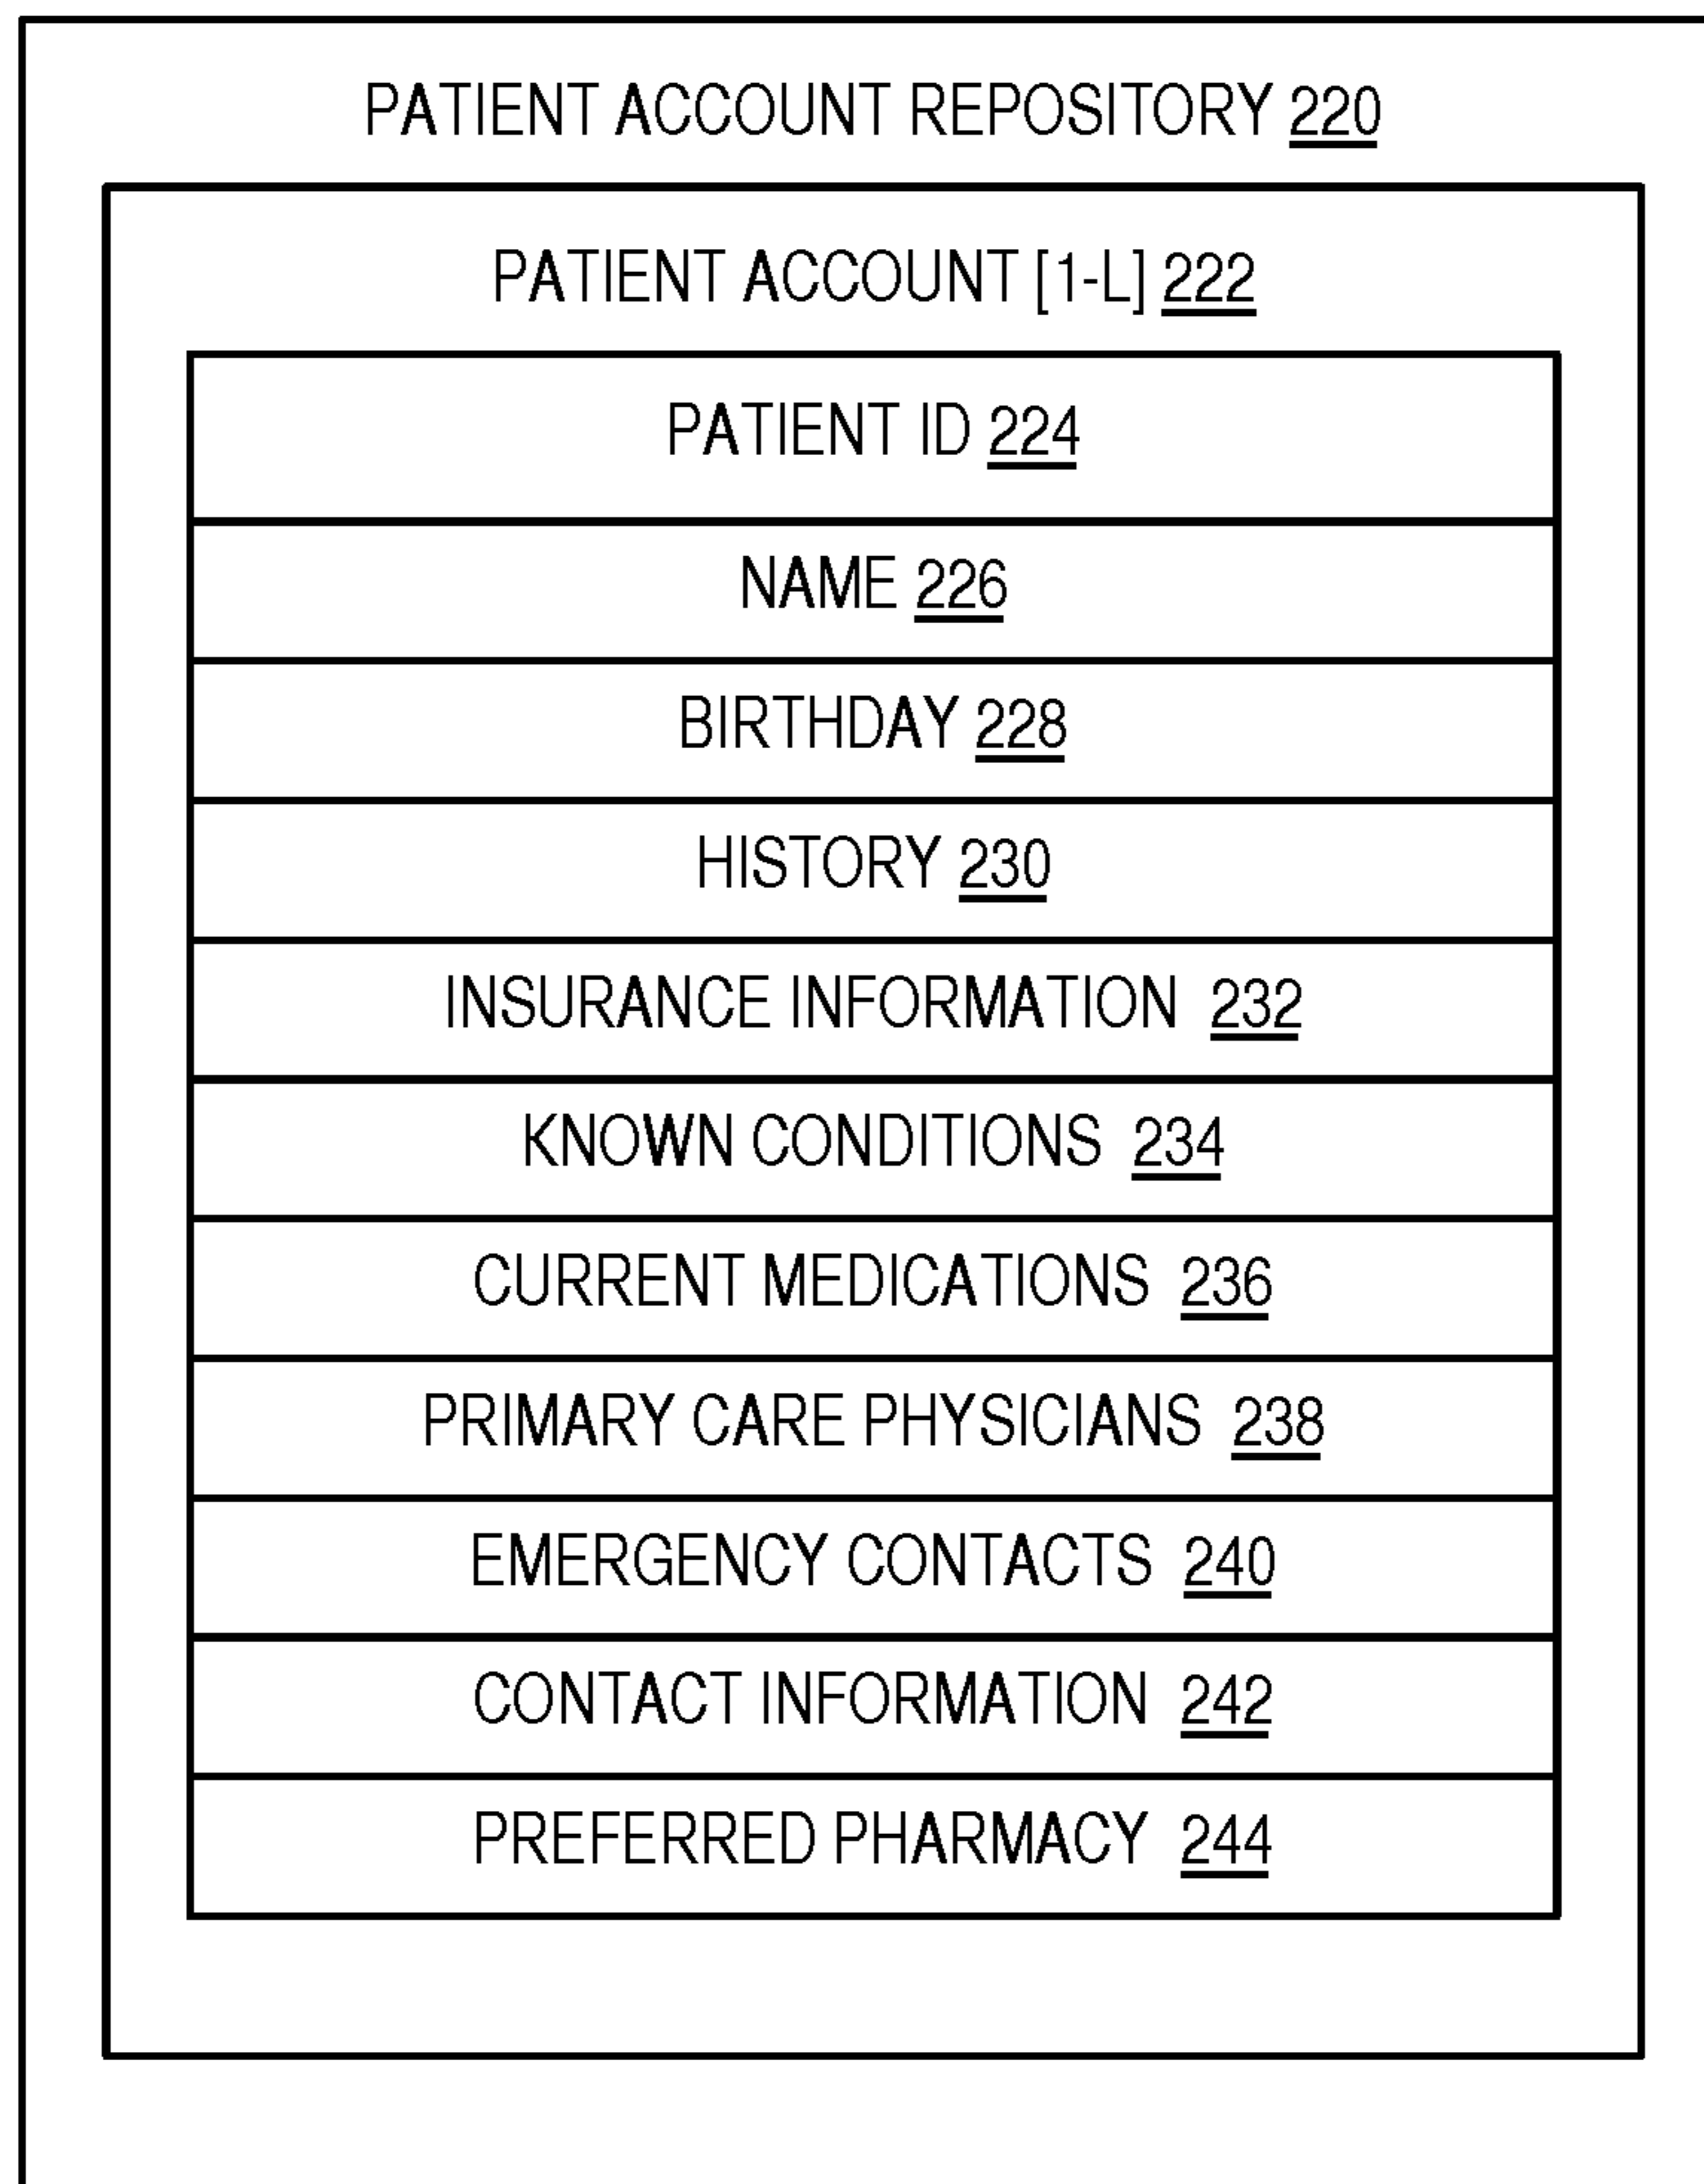 PATIENT ACCOUNT REPOSITORY 220
PATIENT ACCOUNT [1-L] 222
PATIENT ID 224
NAME 226
BIRTHDAY 228
HISTORY 230
INSURANCE INFORMATION 232
KNOWN CONDITIONS 234
CURRENT MEDICATIONS 236
PRIMARY CARE PHYSICIANS 238
EMERGENCY CONTACTS 240
CONTACT INFORMATION 242
PREFERRED PHARMACY 244